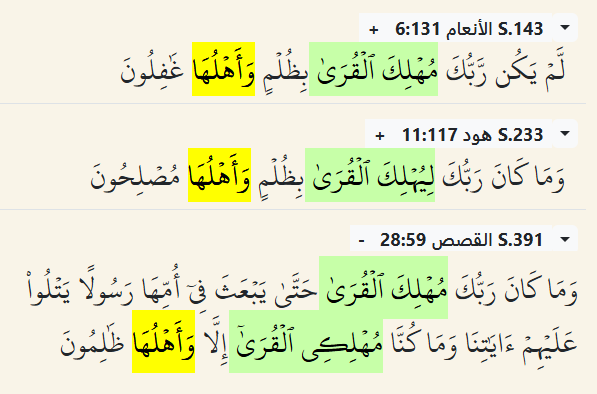 S.143 الأنعام 6:131 +
لَّمۡ يَكُن رَّبُّكَ مُهۡلِكَ ٱلۡقُرَىٰ بِظُلۡمٖ وَأَهۡلُهَا غَٰفِلُونَ
S.233 هود 11:117 +
وَمَا كَانَ رَبُّكَ لِيُهۡلِكَ ٱلۡقُرَىٰ بِظُلۡمٖ وَأَهۡلُهَا مُصۡلِحُونَ
S.391 القصص 28:59 -
وَمَا كَانَ رَبُّكَ مُهۡلِكَ ٱلۡقُرَىٰ حَتَّىٰ يَبۡعَثَ فِيٓ أُمِّهَا رَسُولٗا يَتۡلُواْ
عَلَيۡهِمۡ ءَايَٰتِنَا وَمَا كُنَّا مُهۡلِكِي ٱلۡقُرَىٰٓ إِلَّا وَأَهۡلُهَا ظَٰلِمُونَ